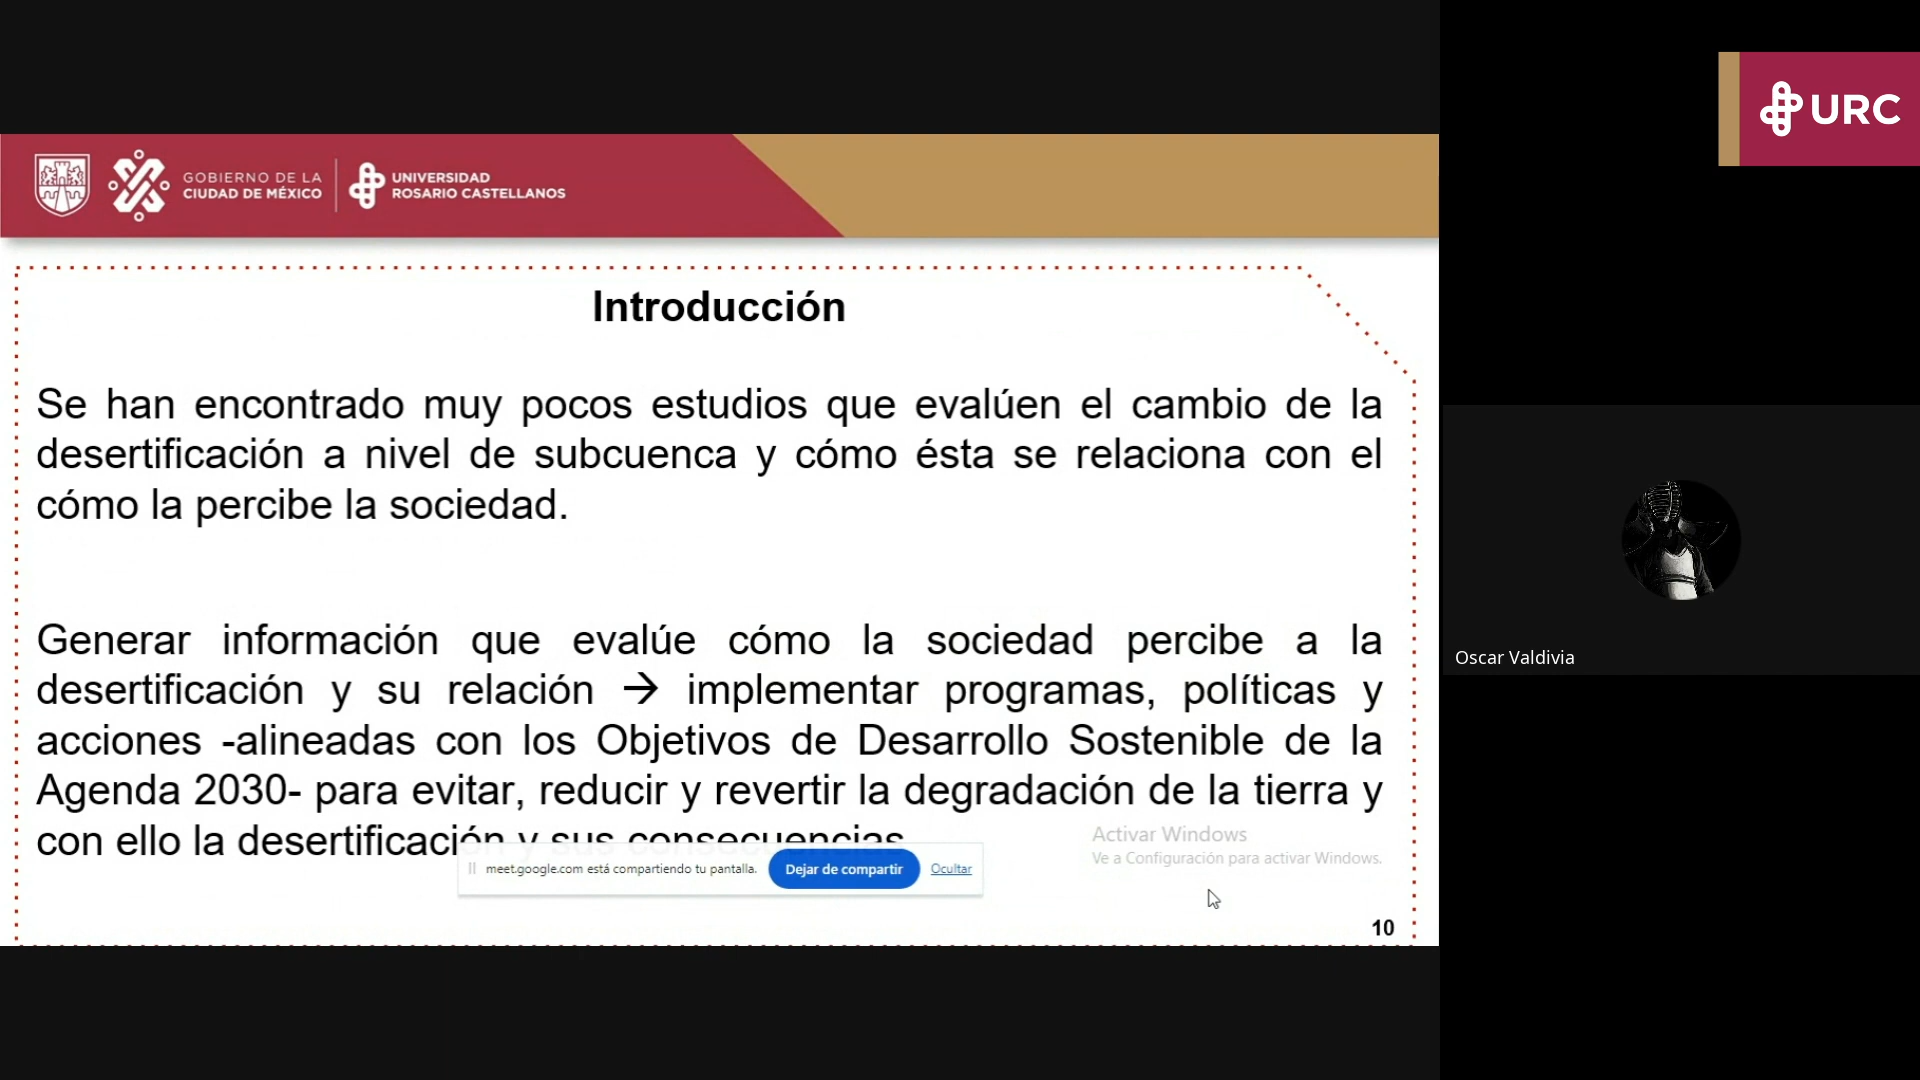 URC
GOBIERNO DE LA
CIUDAD DE MÉXICO
UNIVERSIDAD
ROSARIO CASTELLANOS
Introducción
Se han encontrado muy pocos estudios que evalúen el cambio de la
desertificación a nivel de subcuenca y cómo ésta se relaciona con el
cómo la percibe la sociedad.
Generar información que evalúe cómo la sociedad percibe a la
desertificación y su relación → implementar programas, políticas y
acciones -alineadas con los Objetivos de Desarrollo Sostenible de la
Agenda 2030- para evitar, reducir y revertir la degradación de la tierra y
con ello la desertificación y sus consecuencias.
Activar Windows
Ve a Configuración para activar Windows.
meet.google.com está compartiendo tu pantalla.
Dejar de compartir
Ocultar
10
Oscar Valdivia